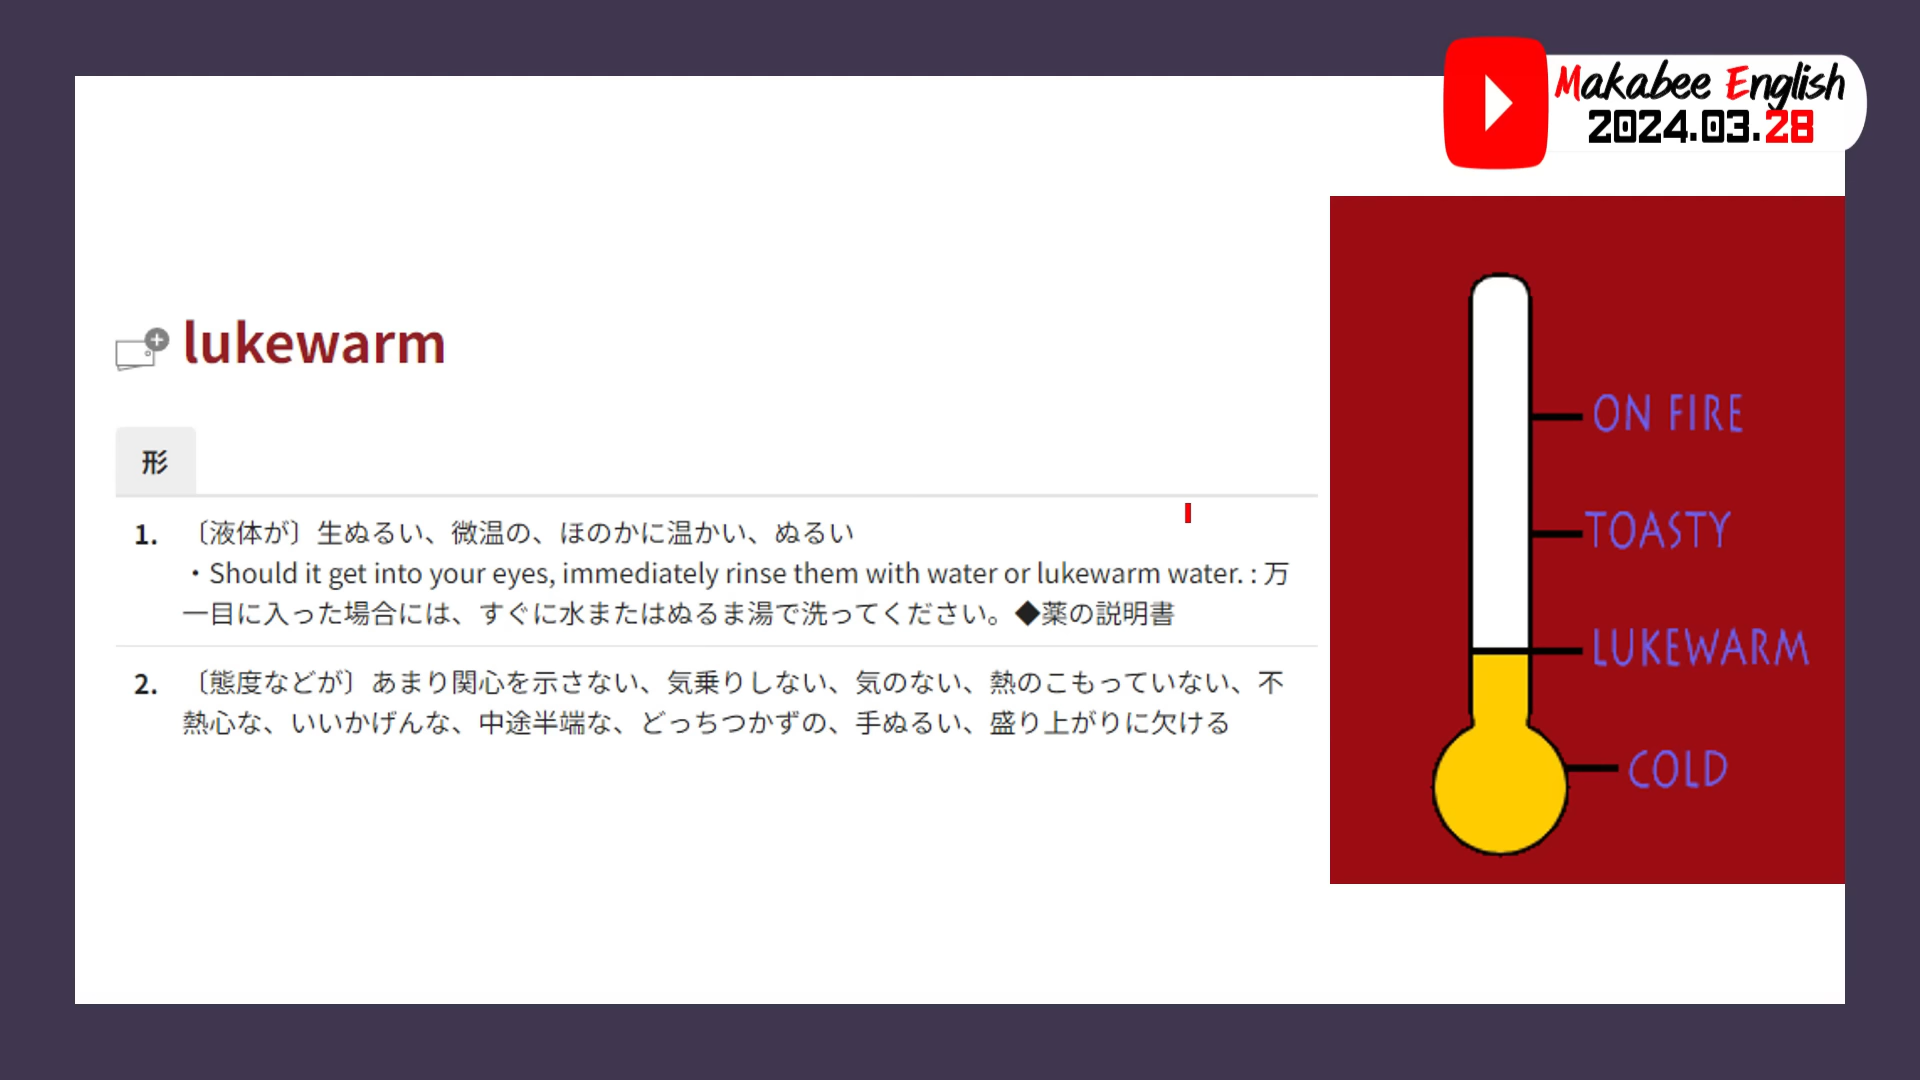 Makabee English
2024.03.28
lukewarm
形
1. 〔液体が〕生ぬるい、微温の、ほのかに温かい、ぬるい
・Should it get into your eyes, immediately rinse them with water or lukewarm water. : 万
一目に入った場合には、すぐに水またはぬるま湯で洗ってください。◆薬の説明書
2. 〔態度などが〕あまり関心を示さない、気乗りしない、気のない、熱のこもっていない、不
熱心な、いいかげんな、中途半端な、どっちつかずの、手ぬるい、盛り上がりに欠ける
ON FIRE
TOASTY
LUKEWARM
COLD